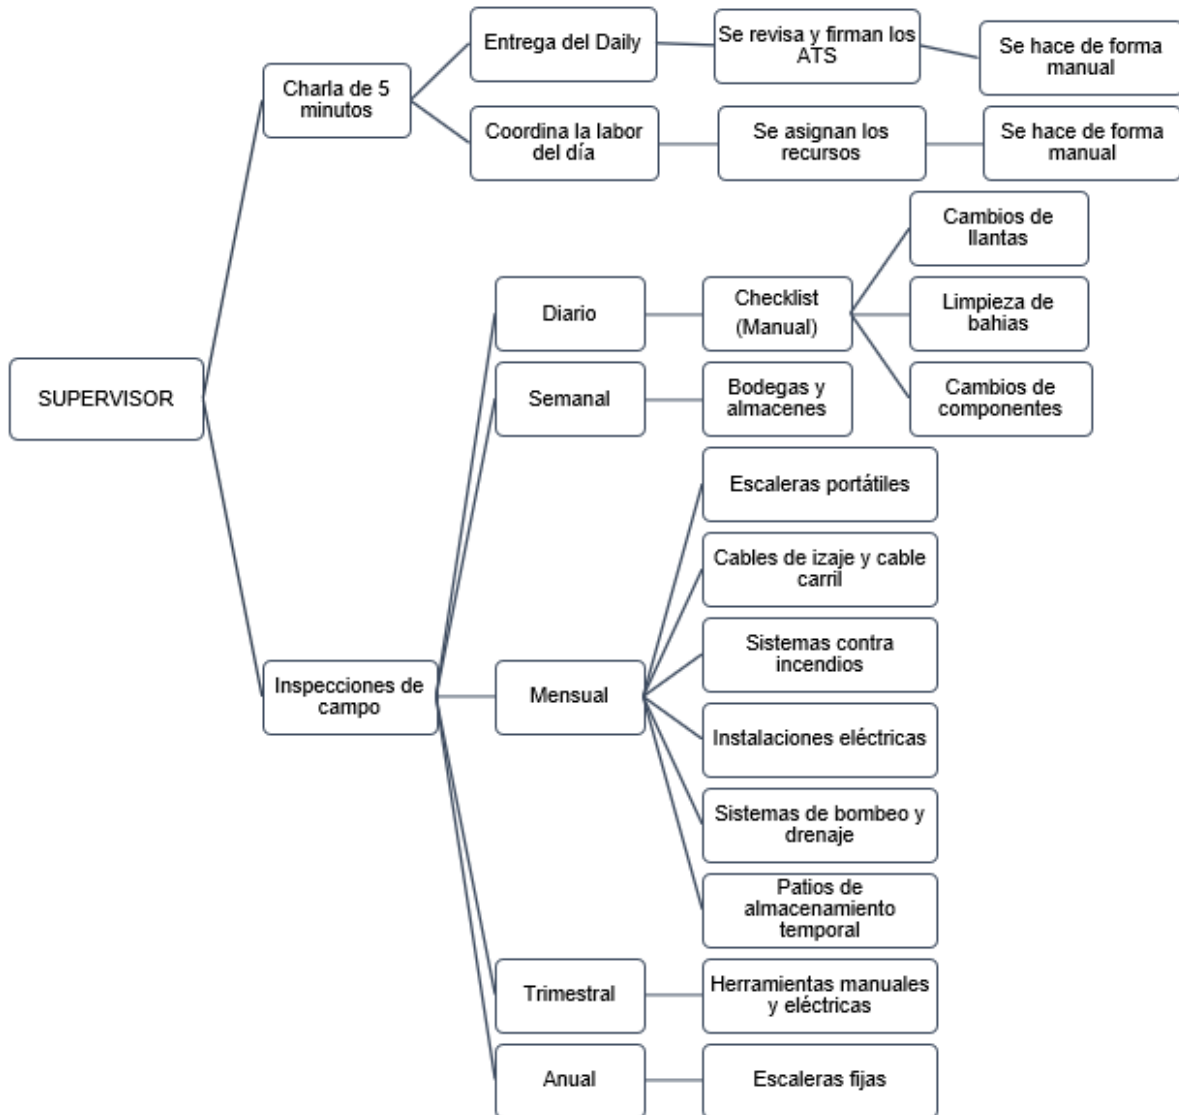 Entrega del Daily
Se revisa y firman los
ATS
Se hace de forma
manual
Charla de 5
minutos
Coordina la labor
del día
Se asignan los
recursos
Se hace de forma
manual
Cambios de
llantas
Diario
Checklist
(Manual)
Limpieza de
bahias
SUPERVISOR
Semanal
Bodegas y
almacenes
Cambios de
componentes
Escaleras portátiles
Cables de izaje y cable
carril
Sistemas contra
incendios
Inspecciones de
campo
Mensual
Instalaciones eléctricas
Sistemas de bombeo y
drenaje
Patios de
almacenamiento
temporal
Trimestral
Herramientas manuales
y eléctricas
Anual
Escaleras fijas